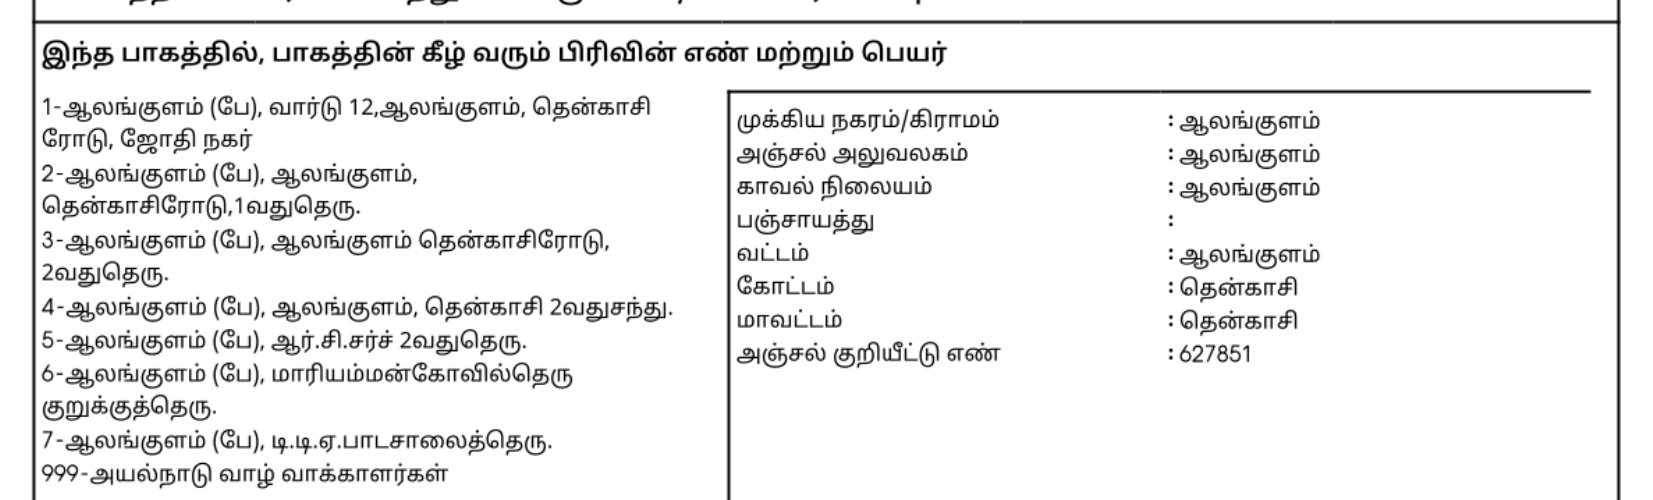 இந்த பாகத்தில், பாகத்தின் கீழ் வரும் பிரிவின் எண் மற்றும் பெயர்
1-ஆலங்குளம் (பே), வார்டு 12,ஆலங்குளம், தென்காசி
ரோடு, ஜோதி நகர்
2-ஆலங்குளம் (பே), ஆலங்குளம்,
தென்காசிரோடு,1வதுதெரு.
3-ஆலங்குளம் (பே), ஆலங்குளம் தென்காசிரோடு,
2வதுதெரு.
4-ஆலங்குளம் (பே), ஆலங்குளம், தென்காசி 2வதுசந்து.
5-ஆலங்குளம் (பே), ஆர்.சி.சர்ச் 2வதுதெரு.
6-ஆலங்குளம் (பே), மாரியம்மன்கோவில்தெரு
குறுக்குத்தெரு.
7-ஆலங்குளம் (பே), டி.டி.ஏ.பாடசாலைத்தெரு.
999-அயல்நாடு வாழ் வாக்காளர்கள்
முக்கிய நகரம்/கிராமம் : ஆலங்குளம்
அஞ்சல் அலுவலகம் : ஆலங்குளம்
காவல் நிலையம் : ஆலங்குளம்
பஞ்சாயத்து :
வட்டம் : ஆலங்குளம்
கோட்டம் : தென்காசி
மாவட்டம் : தென்காசி
அஞ்சல் குறியீட்டு எண் : 627851